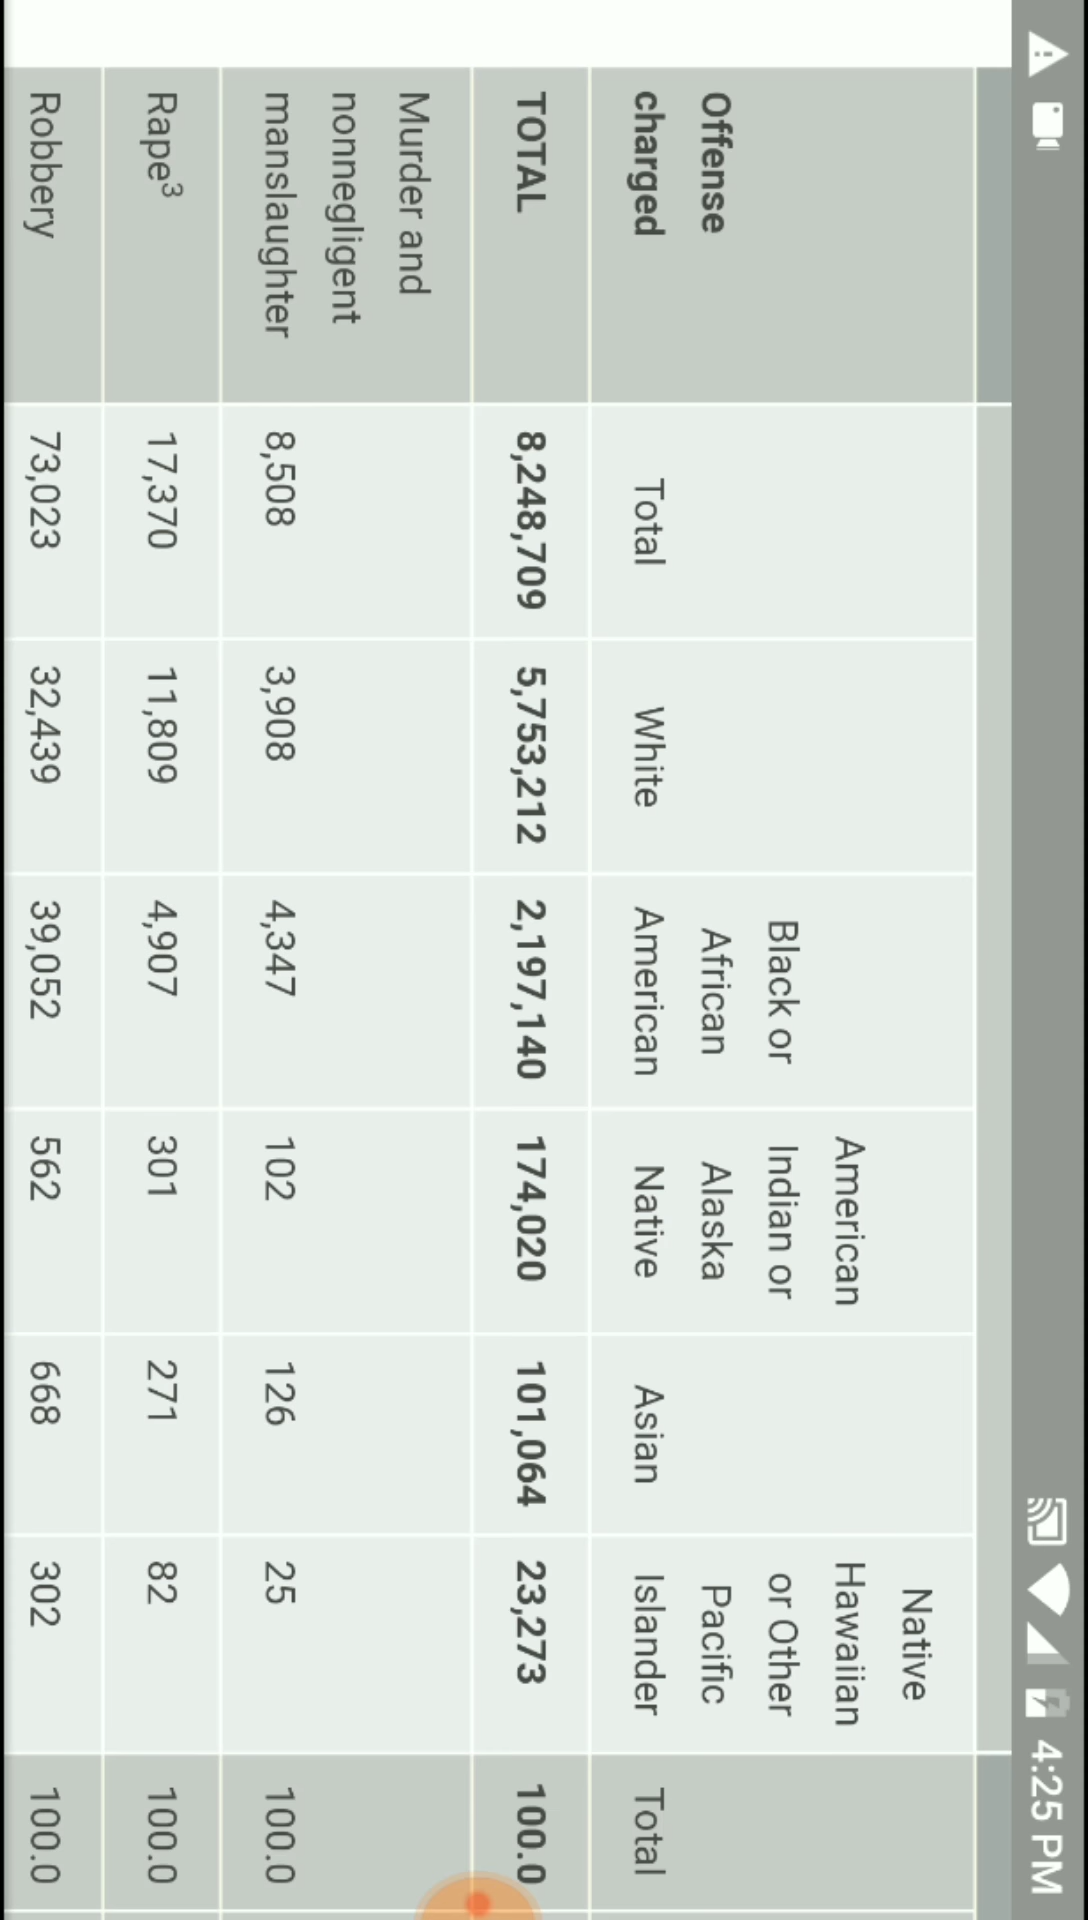 4:25 PM
Offense charged	Total	White	Black or African American	American Indian or Alaska Native	Asian	Native Hawaiian or Other Pacific Islander	Total
TOTAL	8,248,709	5,753,212	2,197,140	174,020	101,064	23,273	100.0
Murder and nonnegligent manslaughter	8,508	3,908	4,347	102	126	25	100.0
Rape3	17,370	11,809	4,907	301	271	82	100.0
Robbery	73,023	32,439	39,052	562	668	302	100.0